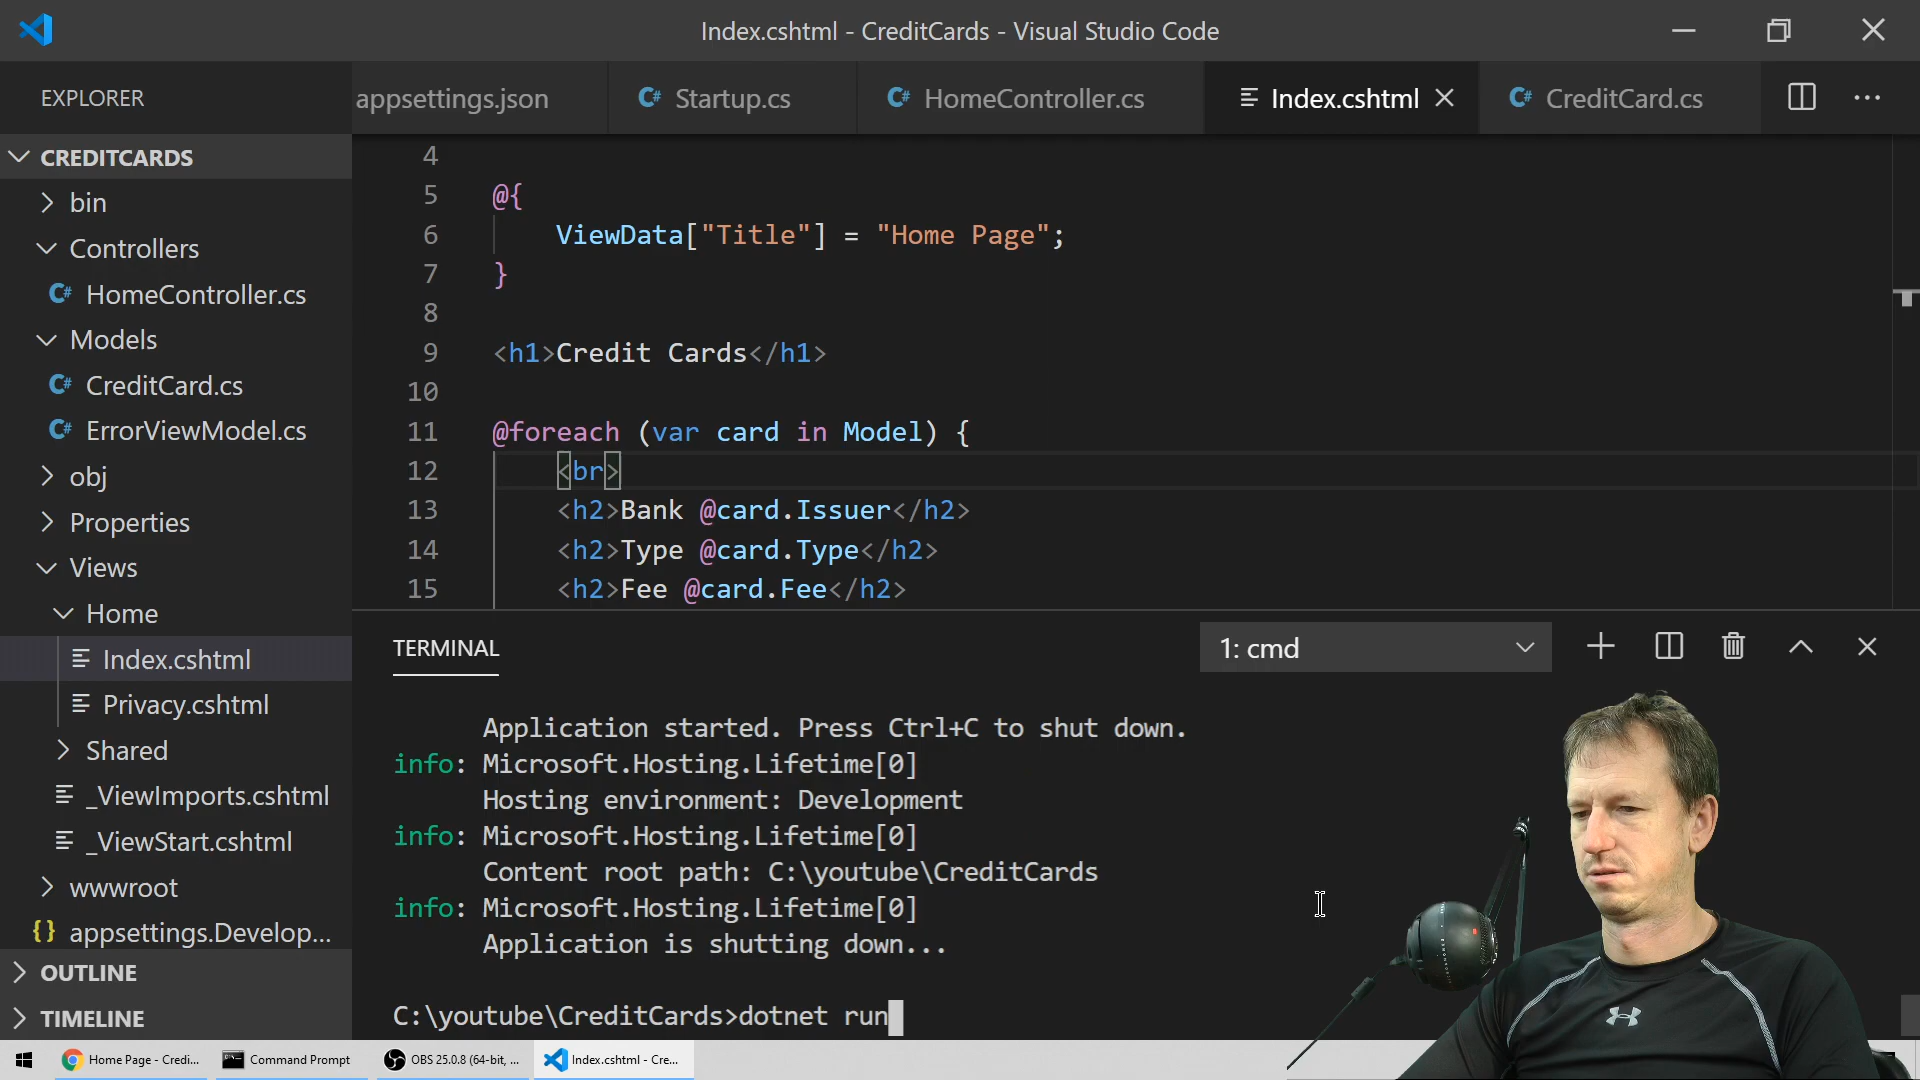 Index.cshtml - CreditCards - Visual Studio Code
EXPLORER
appsettings.json
Startup.cs
HomeController.cs
Index.cshtml
CreditCard.cs
CREDITCARDS
bin
Controllers
HomeController.cs
Models
CreditCard.cs
ErrorViewModel.cs
obj
Properties
Views
Home
Index.cshtml
Privacy.cshtml
Shared
_ViewImports.cshtml
_ViewStart.cshtml
wwwroot
{ } appsettings.Develop...
OUTLINE
TIMELINE
4
5 @{
6 ViewData["Title"] = "Home Page";
7 }
8
9 <h1>Credit Cards</h1>
10
11 @foreach (var card in Model) {
12 <br>
13 <h2>Bank @card.Issuer</h2>
14 <h2>Type @card.Type</h2>
15 <h2>Fee @card.Fee</h2>
TERMINAL
1: cmd
Application started. Press Ctrl+C to shut down.
info: Microsoft.Hosting.Lifetime[0]
Hosting environment: Development
info: Microsoft.Hosting.Lifetime[0]
Content root path: C:\youtube\CreditCards
info: Microsoft.Hosting.Lifetime[0]
Application is shutting down...
C:\youtube\CreditCards>dotnet run
Home Page - Credi...
Command Prompt
OBS 25.0.8 (64-bit, ...
Index.cshtml - Cre...